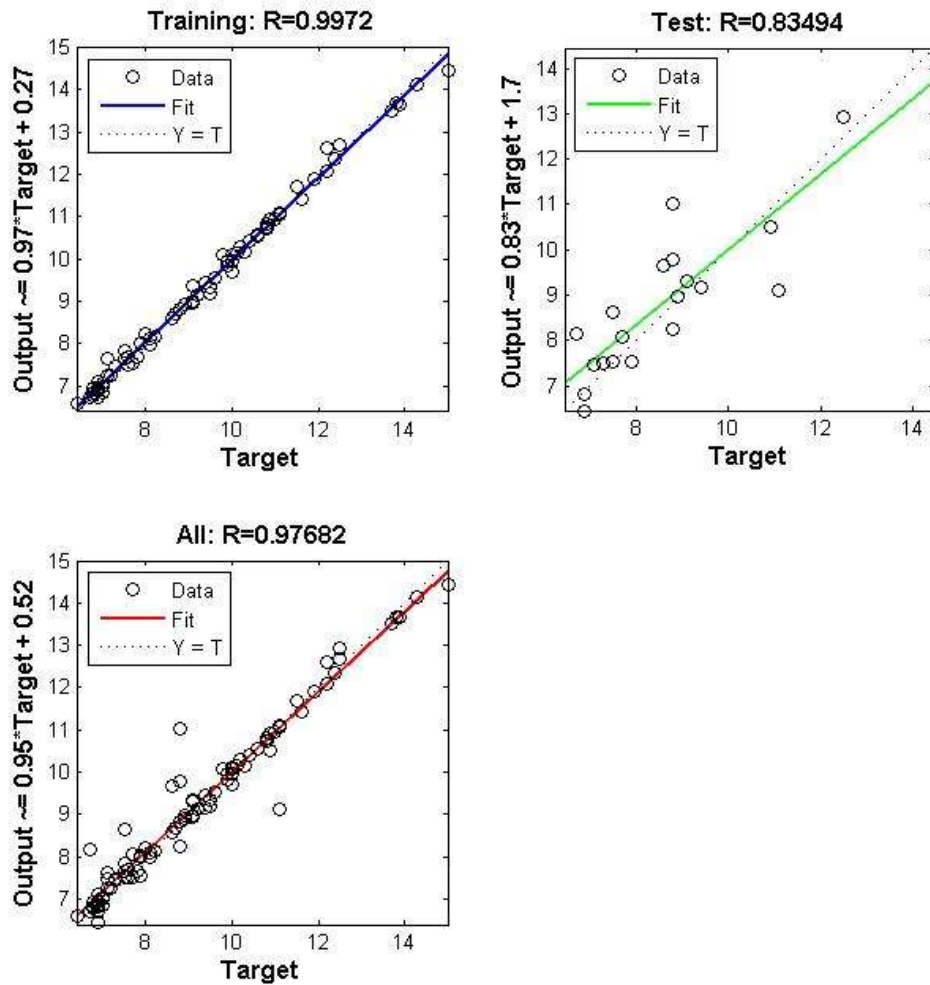 Training: R=0.9972
Output ~= 0.97*Target + 0.27
15
14
13
12
11
10
9
8
7
Data
Fit
Y = T
8 10 12 14
Target
Test: R=0.83494
Output ~= 0.83*Target + 1.7
14
13
12
11
10
9
8
7
Data
Fit
Y = T
8 10 12 14
Target
All: R=0.97682
Output ~= 0.95*Target + 0.52
15
14
13
12
11
10
9
8
7
Data
Fit
Y = T
8 10 12 14
Target